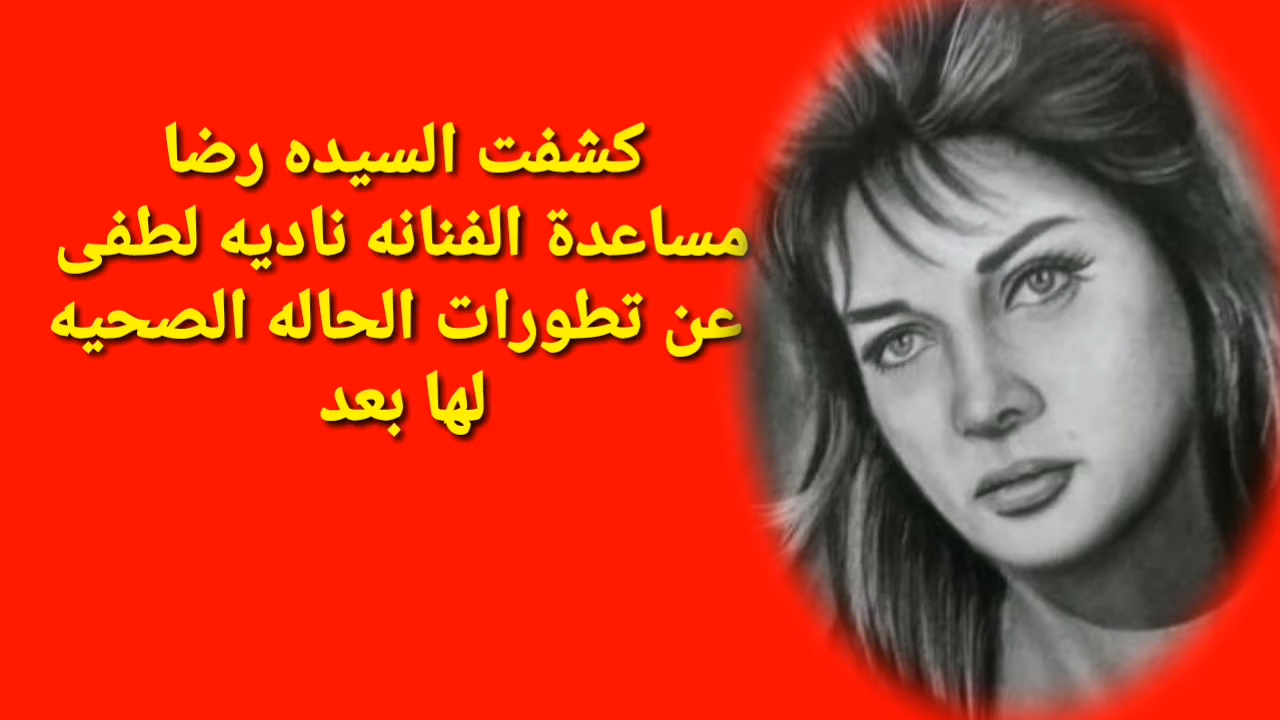 كشفت السيده رضا
مساعدة الفنانه ناديه لطفى
عن تطورات الحاله الصحيه
لها بعد